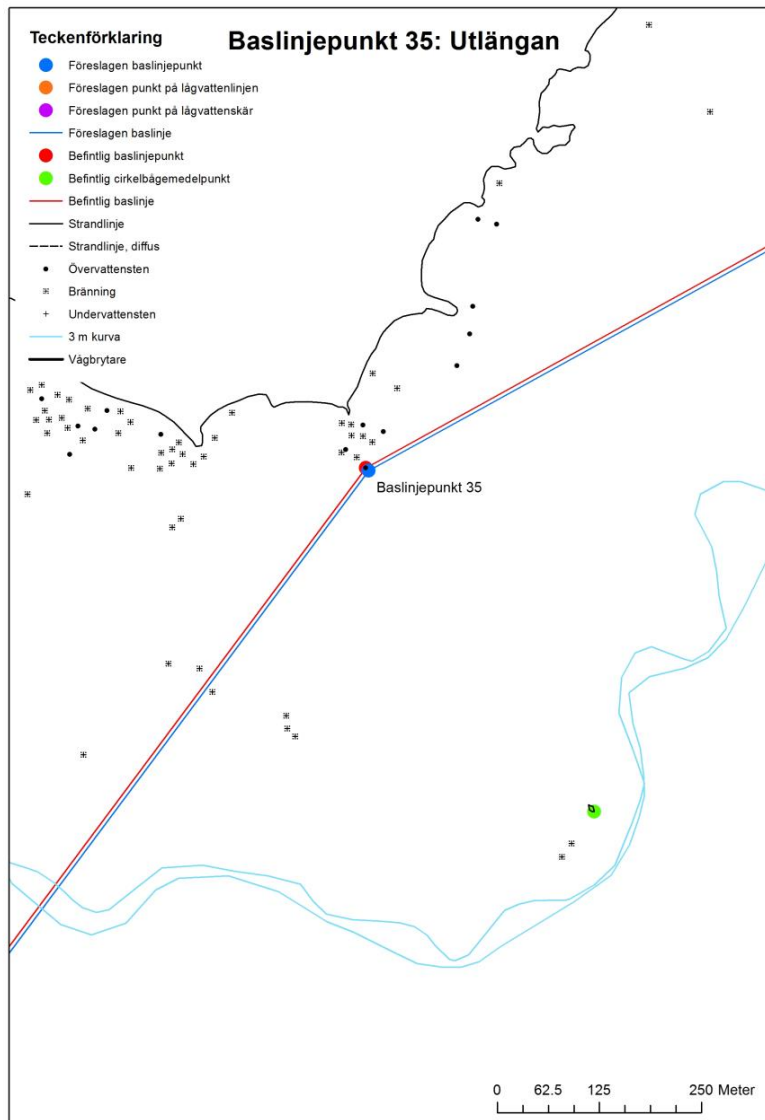 Baslinjepunkt 35: Utlängan
Teckenförklaring
Föreslagen baslinjepunkt
Föreslagen punkt på lågvattenlinjen
Föreslagen punkt på lågvattenskär
Föreslagen baslinje
Befintlig baslinjepunkt
Befintlig cirkelbågemedelpunkt
Befintlig baslinje
Strandlinje
Strandlinje, diffus
Övervattensten
Bränning
Undervattensten
3 m kurva
Vågbrytare
Baslinjepunkt 35
0 62.5 125 250 Meter